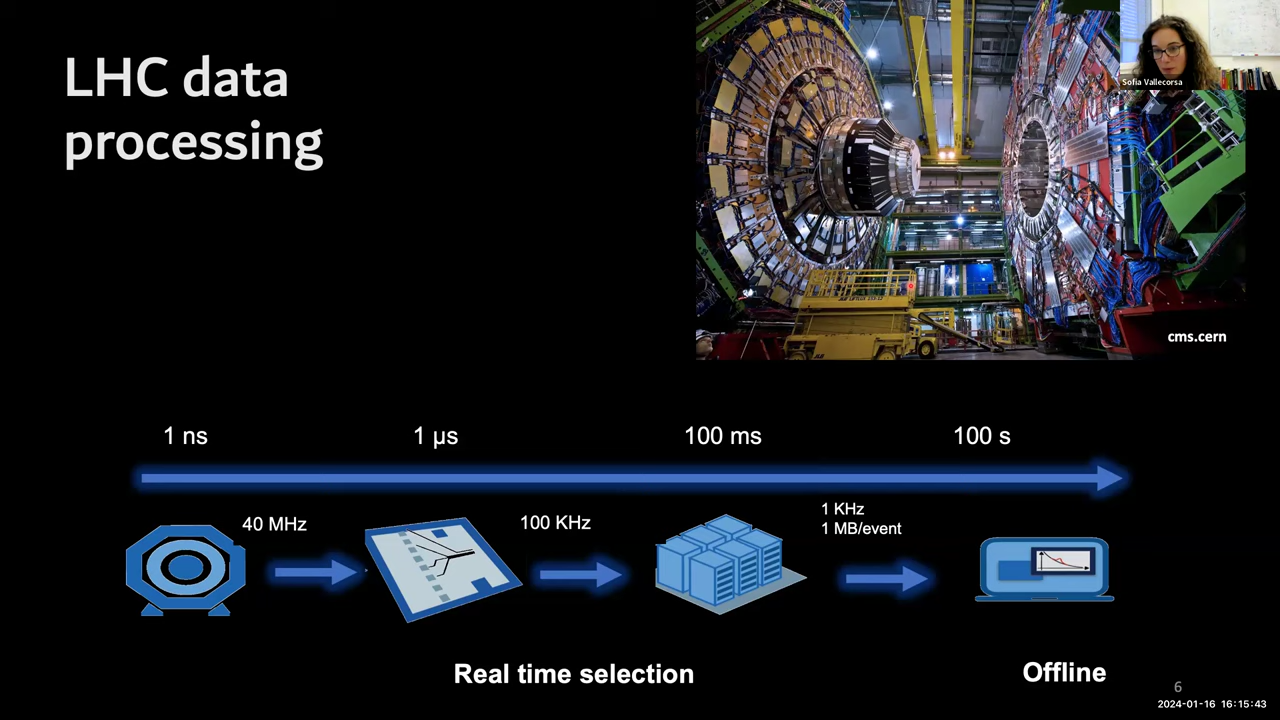 LHC data
processing
Sofia Vallecorsa
cms.cern
1 ns
1 µs
100 ms
100 s
40 MHz
100 KHz
1 KHz
1 MB/event
Real time selection
Offline
6
2024-01-16 16:15:43